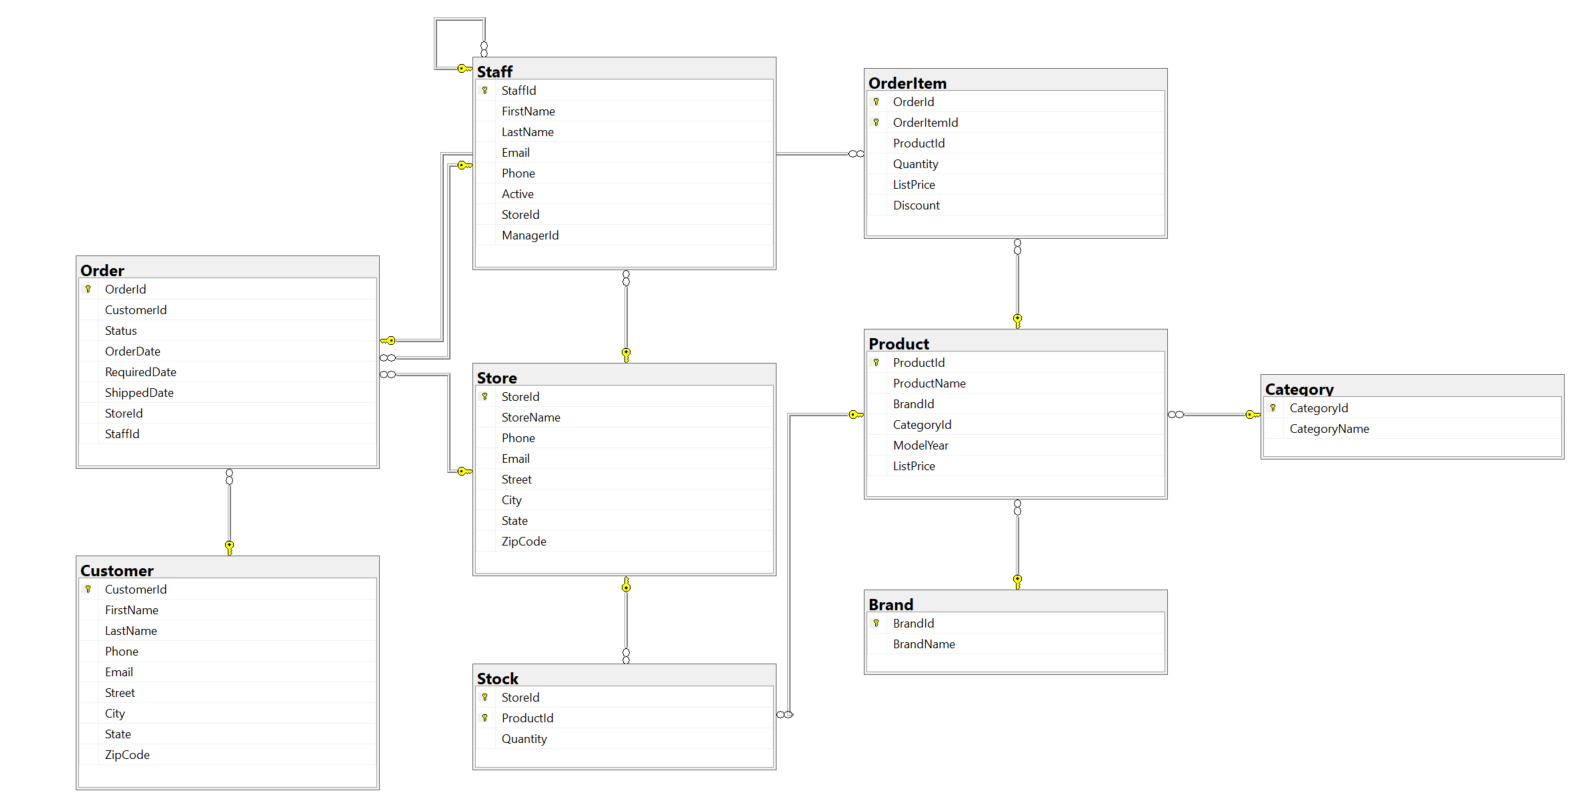 Staff
StaffId
FirstName
LastName
Email
Phone
Active
StoreId
ManagerId
OrderItem
OrderId
OrderItemId
ProductId
Quantity
ListPrice
Discount
Order
OrderId
CustomerId
Status
OrderDate
RequiredDate
ShippedDate
StoreId
StaffId
Store
StoreId
StoreName
Phone
Email
Street
City
State
ZipCode
Product
ProductId
ProductName
BrandId
CategoryId
ModelYear
ListPrice
Category
CategoryId
CategoryName
Customer
CustomerId
FirstName
LastName
Phone
Email
Street
City
State
ZipCode
Stock
StoreId
ProductId
Quantity
Brand
BrandId
BrandName